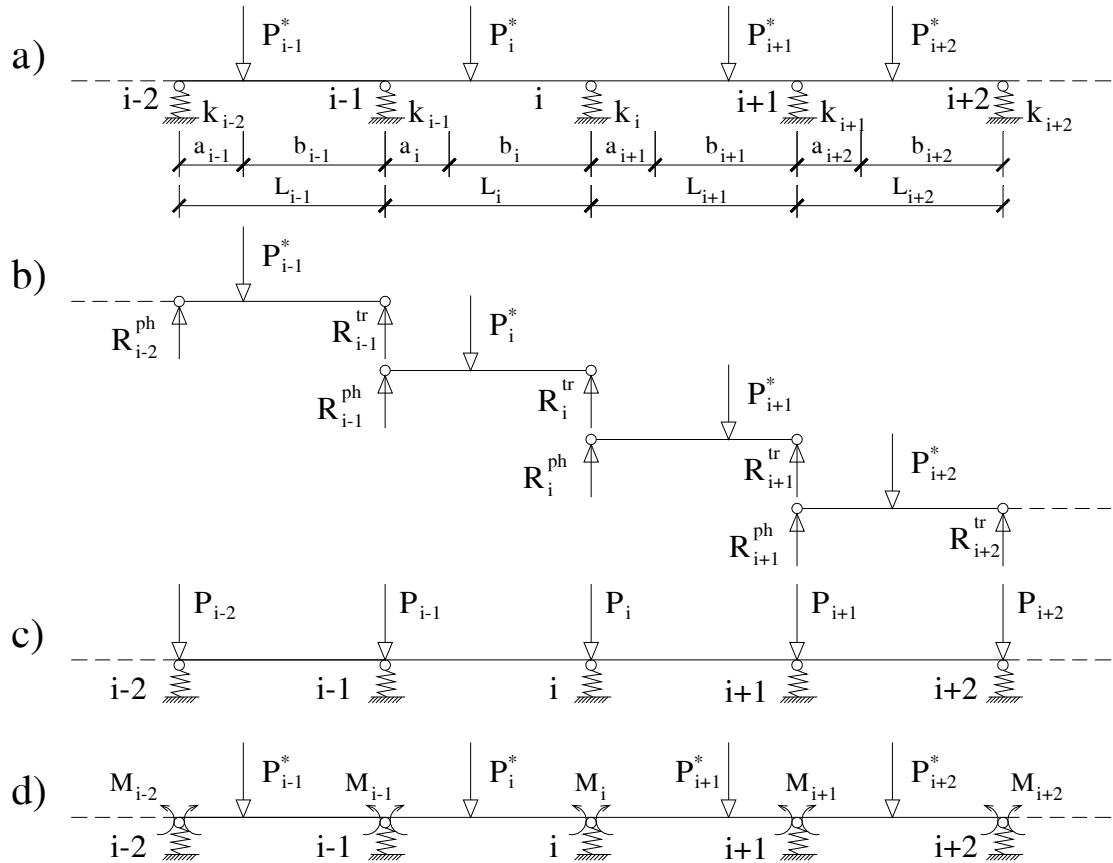 a)
P*i-1 P*i P*i+1 P*i+2
i-2 i-1 i i+1 i+2
ki-2 ki-1 ki ki+1 ki+2
ai-1 bi-1 ai bi ai+1 bi+1 ai+2 bi+2
Li-1 Li Li+1 Li+2
b)
P*i-1
Rphi-2 Rtri-1 P*i
Rphi-1 Rtri P*i+1
Rphi Rtri+1 P*i+2
Rphi+1 Rtri+2
c)
Pi-2 Pi-1 Pi Pi+1 Pi+2
i-2 i-1 i i+1 i+2
d)
Mi-2 P*i-1 Mi-1 P*i Mi P*i+1 Mi+1 P*i+2 Mi+2
i-2 i-1 i i+1 i+2